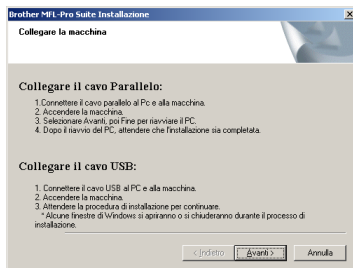 Brother MFL-Pro Suite Installazione
Collegare la macchina
Collegare il cavo Parallelo:
1.Connettere il cavo parallelo al Pc e alla macchina.
2. Accendere la macchina.
3. Selezionare Avanti, poi Fine per riavviare il PC.
4. Dopo il riavvio del PC, attendere che l'installazione sia completata.
Collegare il cavo USB:
1. Connettere il cavo USB al PC e alla macchina.
2. Accendere la macchina.
3. Attendere la procedura di installazione per continuare.
* Alcune finestre di Windows si apriranno o si chiuderanno durante il processo di
installazione.
< Indietro Avanti > Annulla